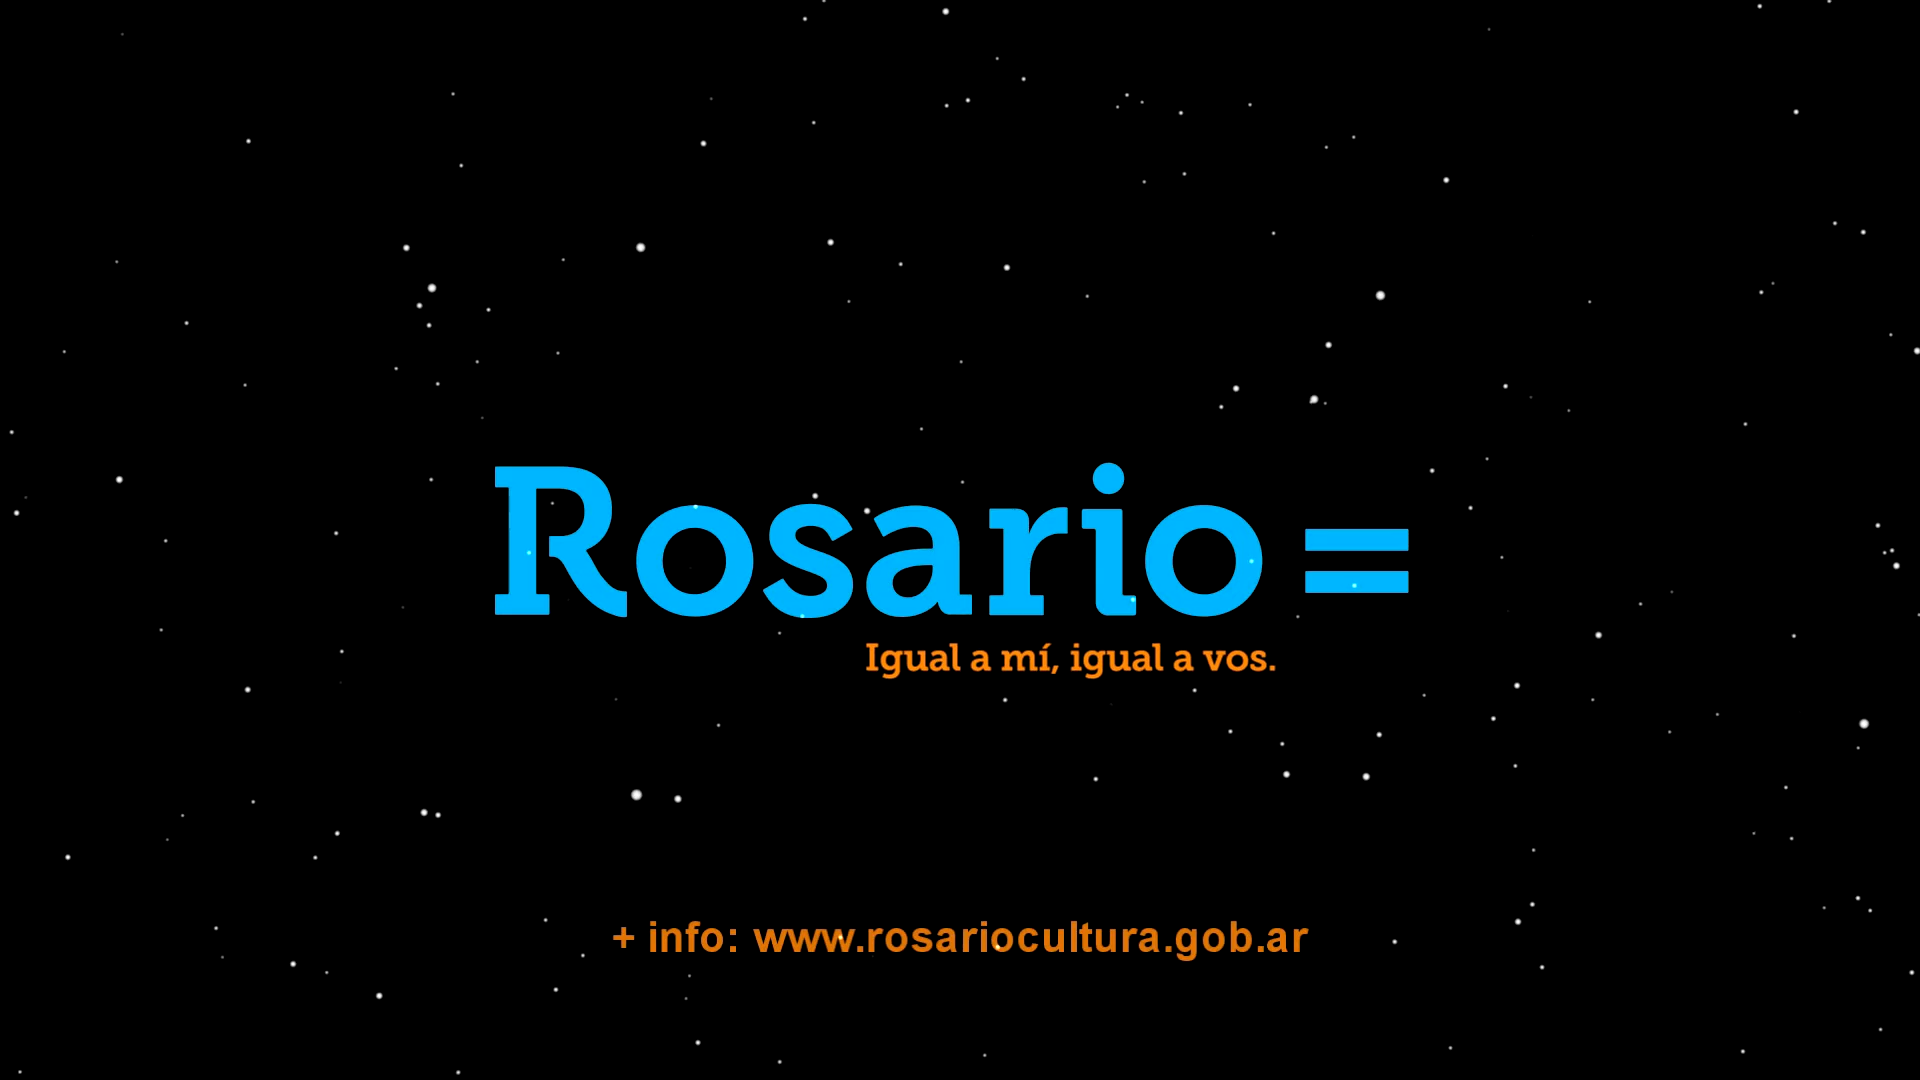 Rosario=
Igual a mí, igual a vos.
+ info: www.rosariocultura.gob.ar